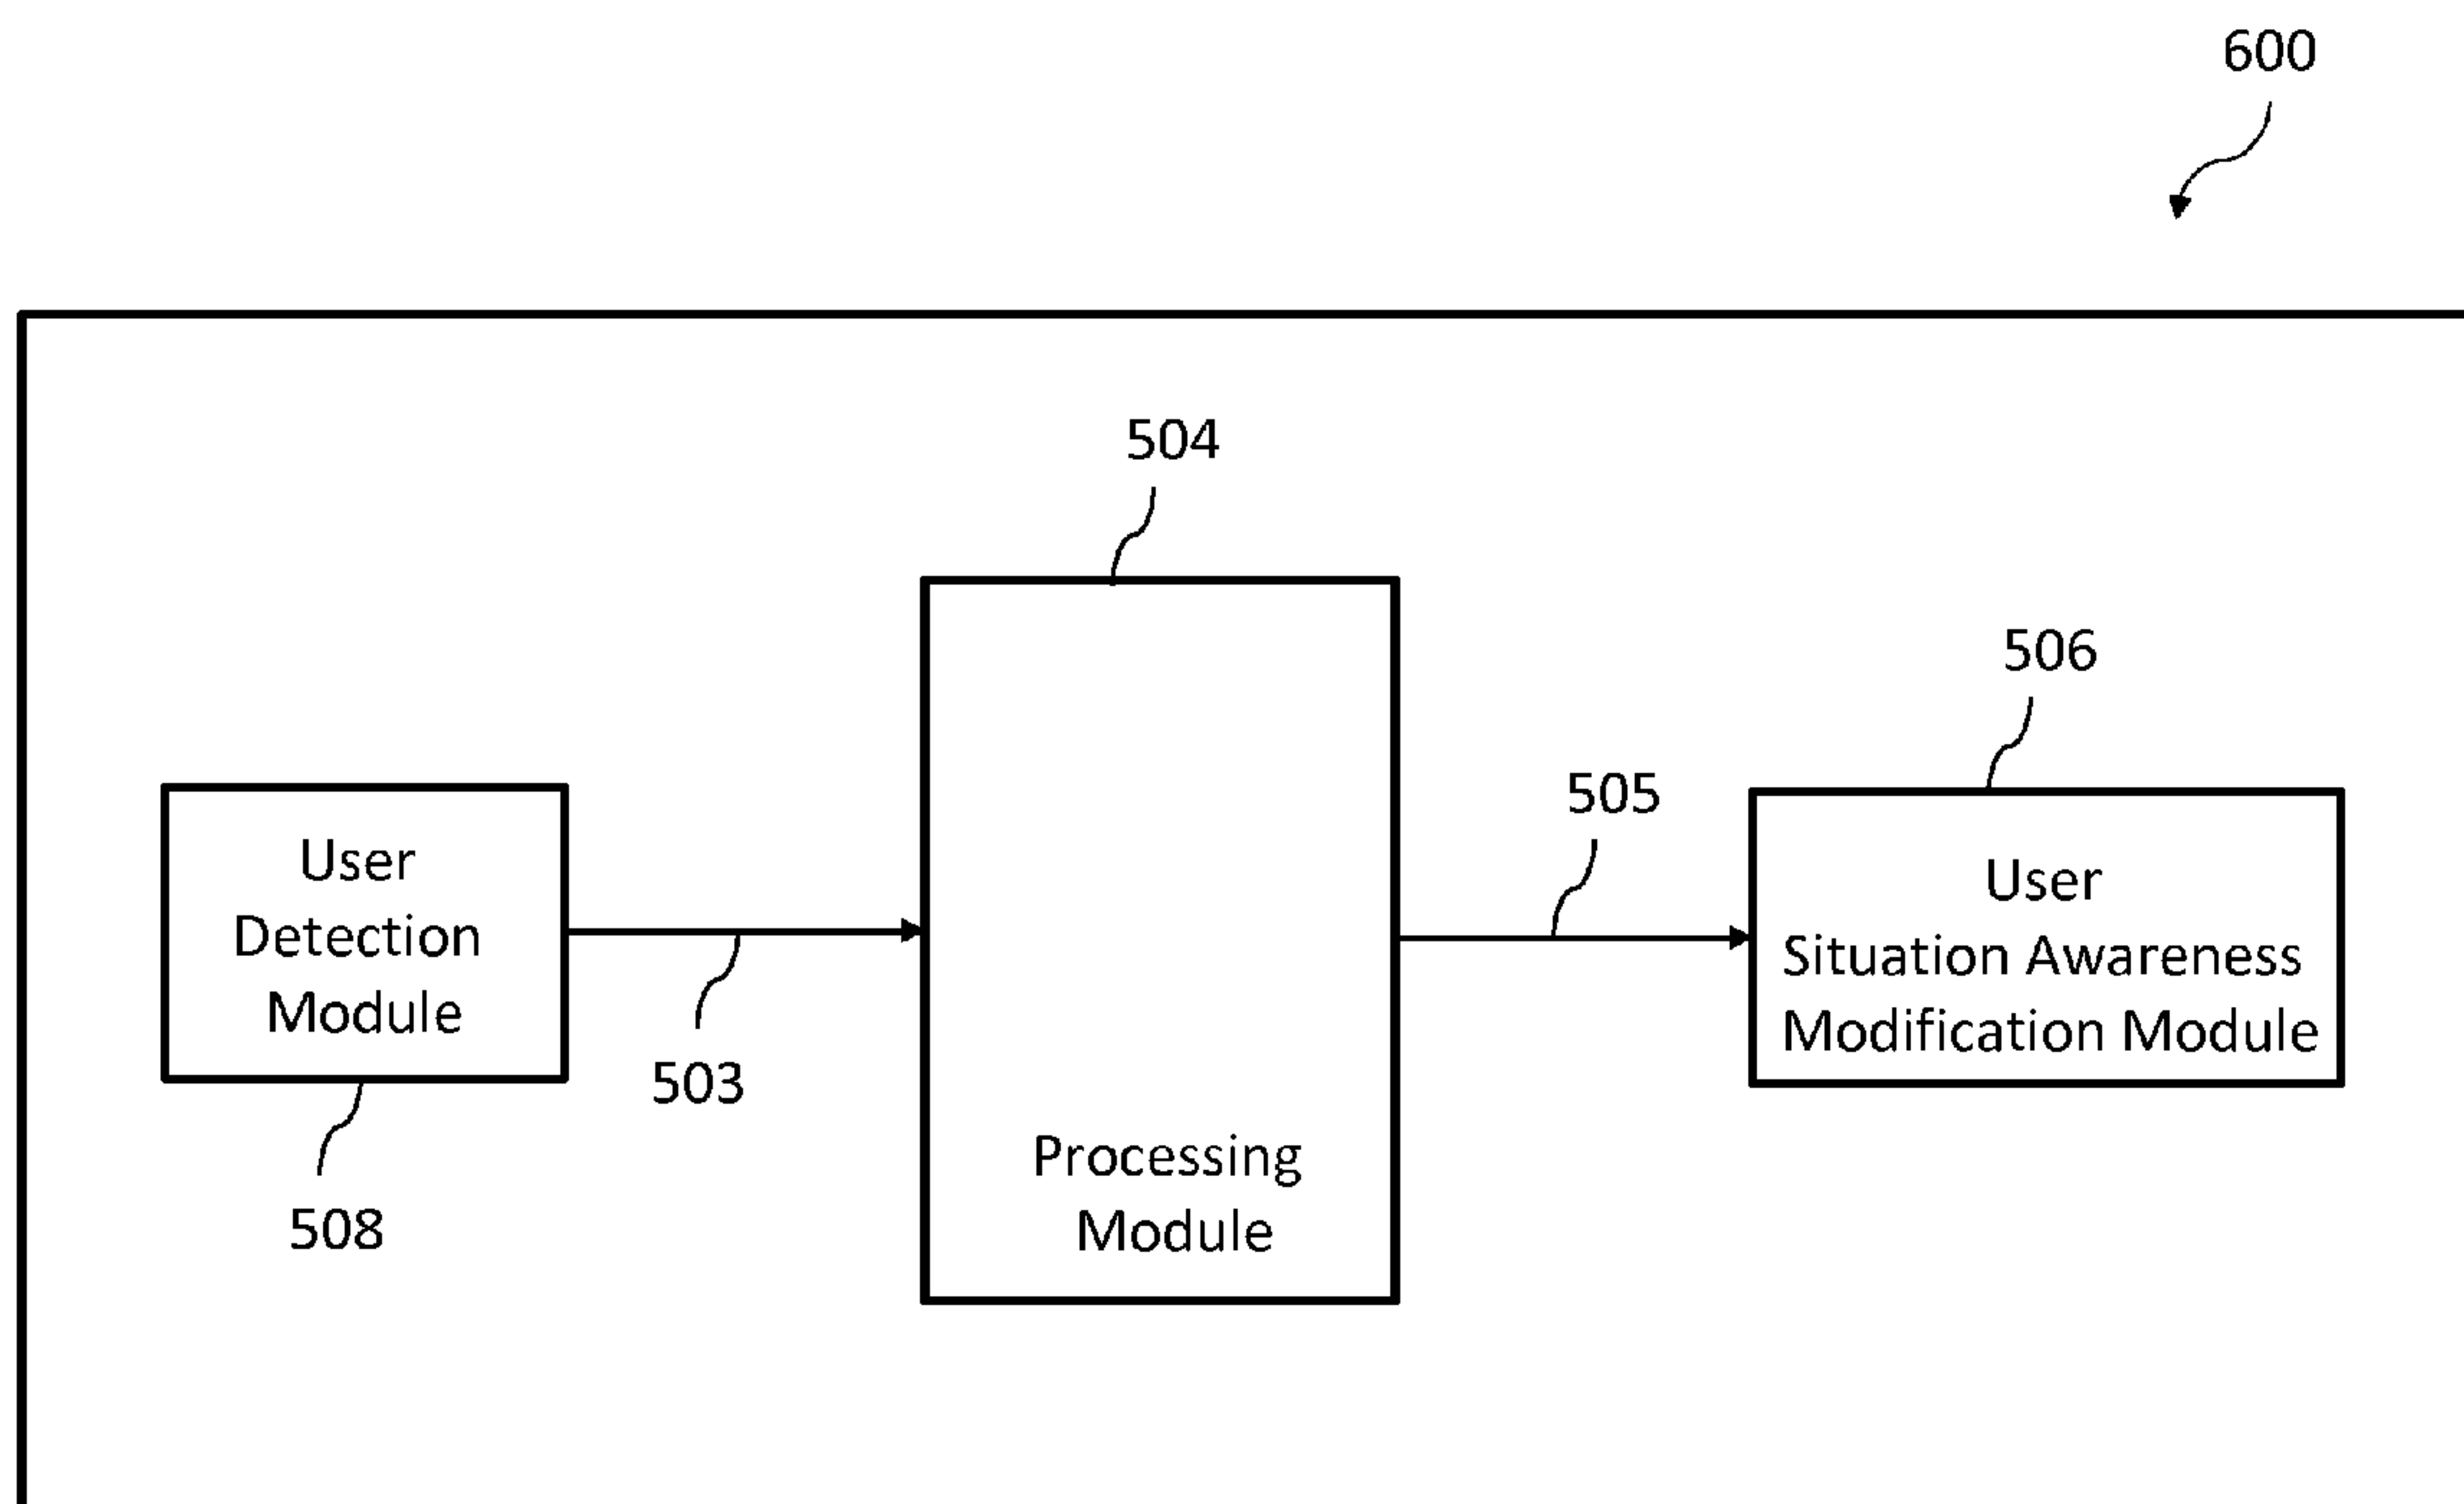 600
504
506
505
User
Detection
Module
User
Situation Awareness
Modification Module
503
Processing
Module
508